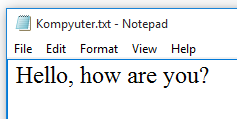 Kompyuter.txt - Notepad
File Edit Format View Help
Hello, how are you?